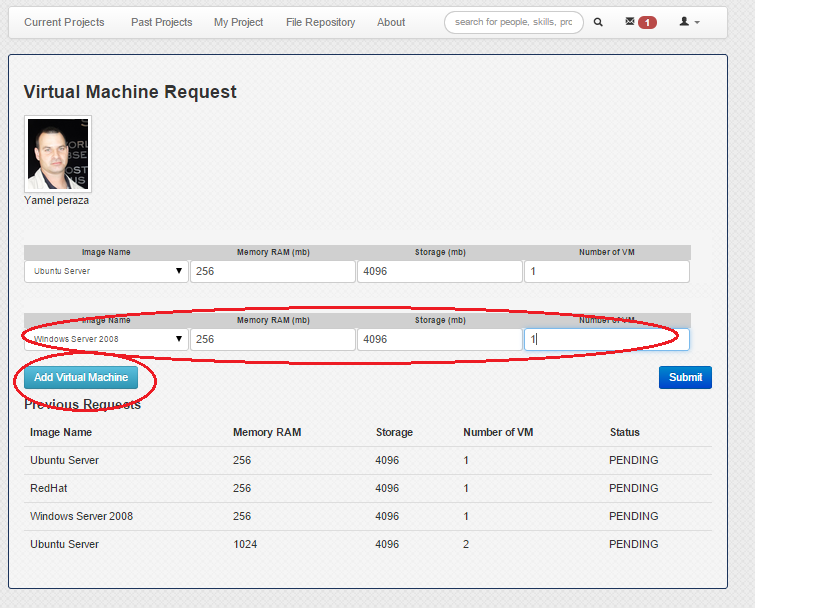 Current Projects Past Projects My Project File Repository About search for people, skills, prc 1
Virtual Machine Request
Yamel peraza
Image Name Memory RAM (mb) Storage (mb) Number of VM
Ubuntu Server 256 4096 1
Image Name Memory RAM (mb) Storage (mb) Number of VM
Windows Server 2008 256 4096 1
Add Virtual Machine Submit
Previous Requests
Image Name Memory RAM Storage Number of VM Status
Ubuntu Server 256 4096 1 PENDING
RedHat 256 4096 1 PENDING
Windows Server 2008 256 4096 1 PENDING
Ubuntu Server 1024 4096 2 PENDING